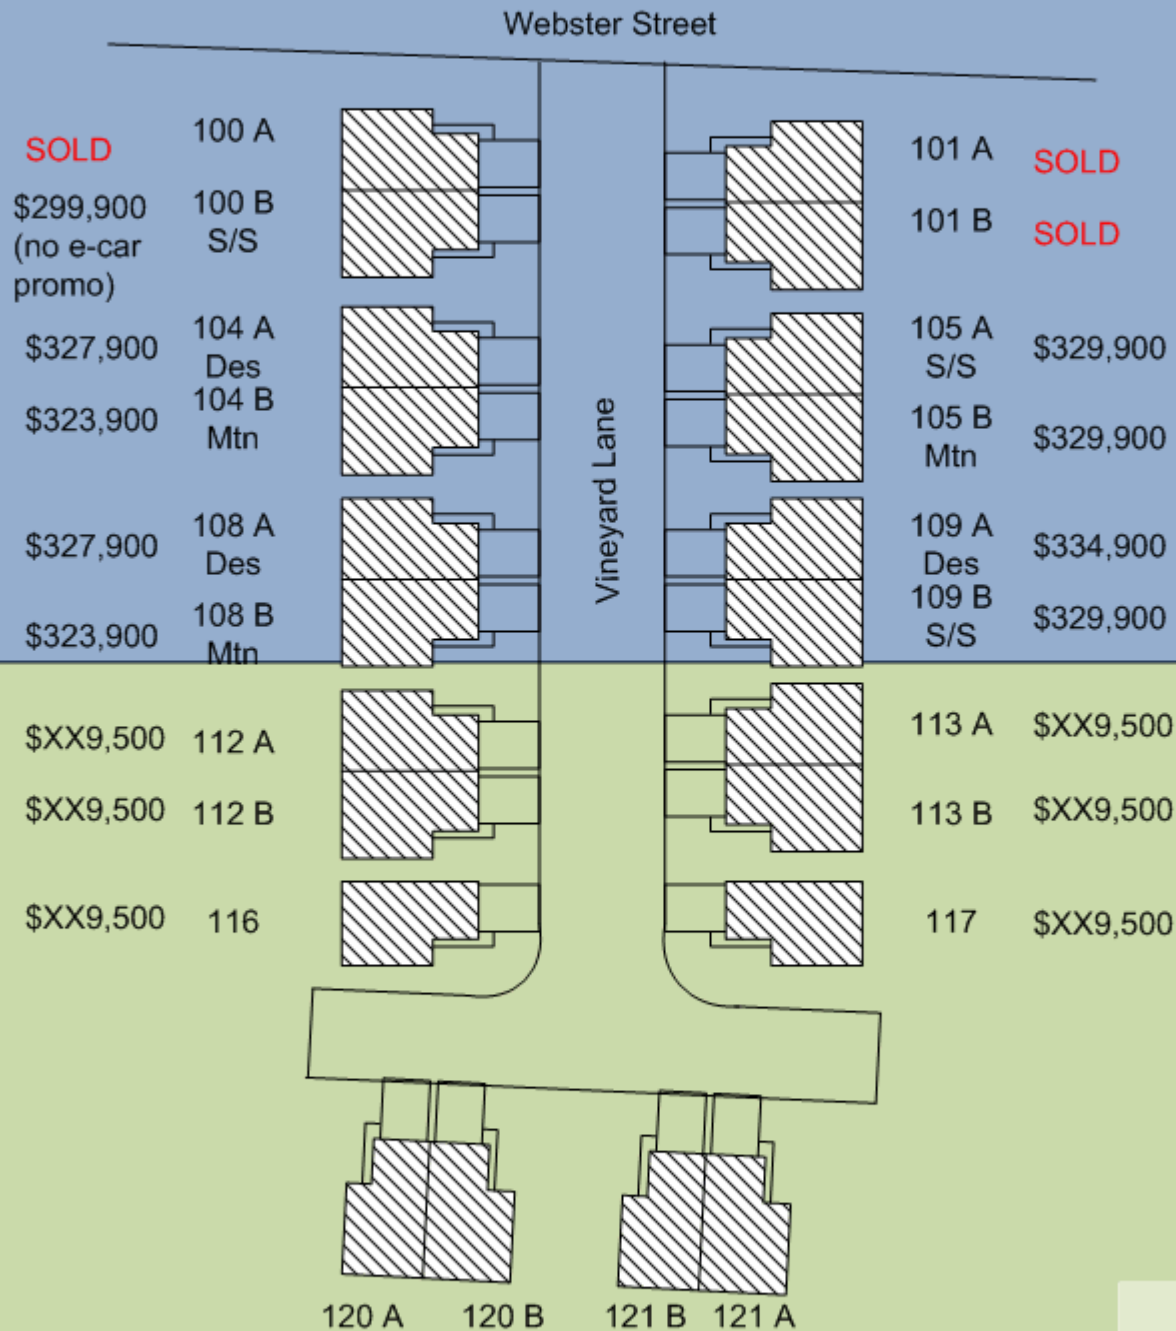 Webster Street
SOLD
100 A
$299,900
(no e-car
promo)
100 B
S/S
101 A
SOLD
101 B
SOLD
$327,900
104 A
Des
$323,900
104 B
Mtn
105 A
S/S
$329,900
105 B
Mtn
$329,900
Vineyard Lane
$327,900
108 A
Des
$323,900
108 B
Mtn
109 A
Des
$334,900
109 B
S/S
$329,900
$XX9,500
112 A
$XX9,500
112 B
113 A
$XX9,500
113 B
$XX9,500
$XX9,500
116
117
$XX9,500
120 A
120 B
121 B
121 A